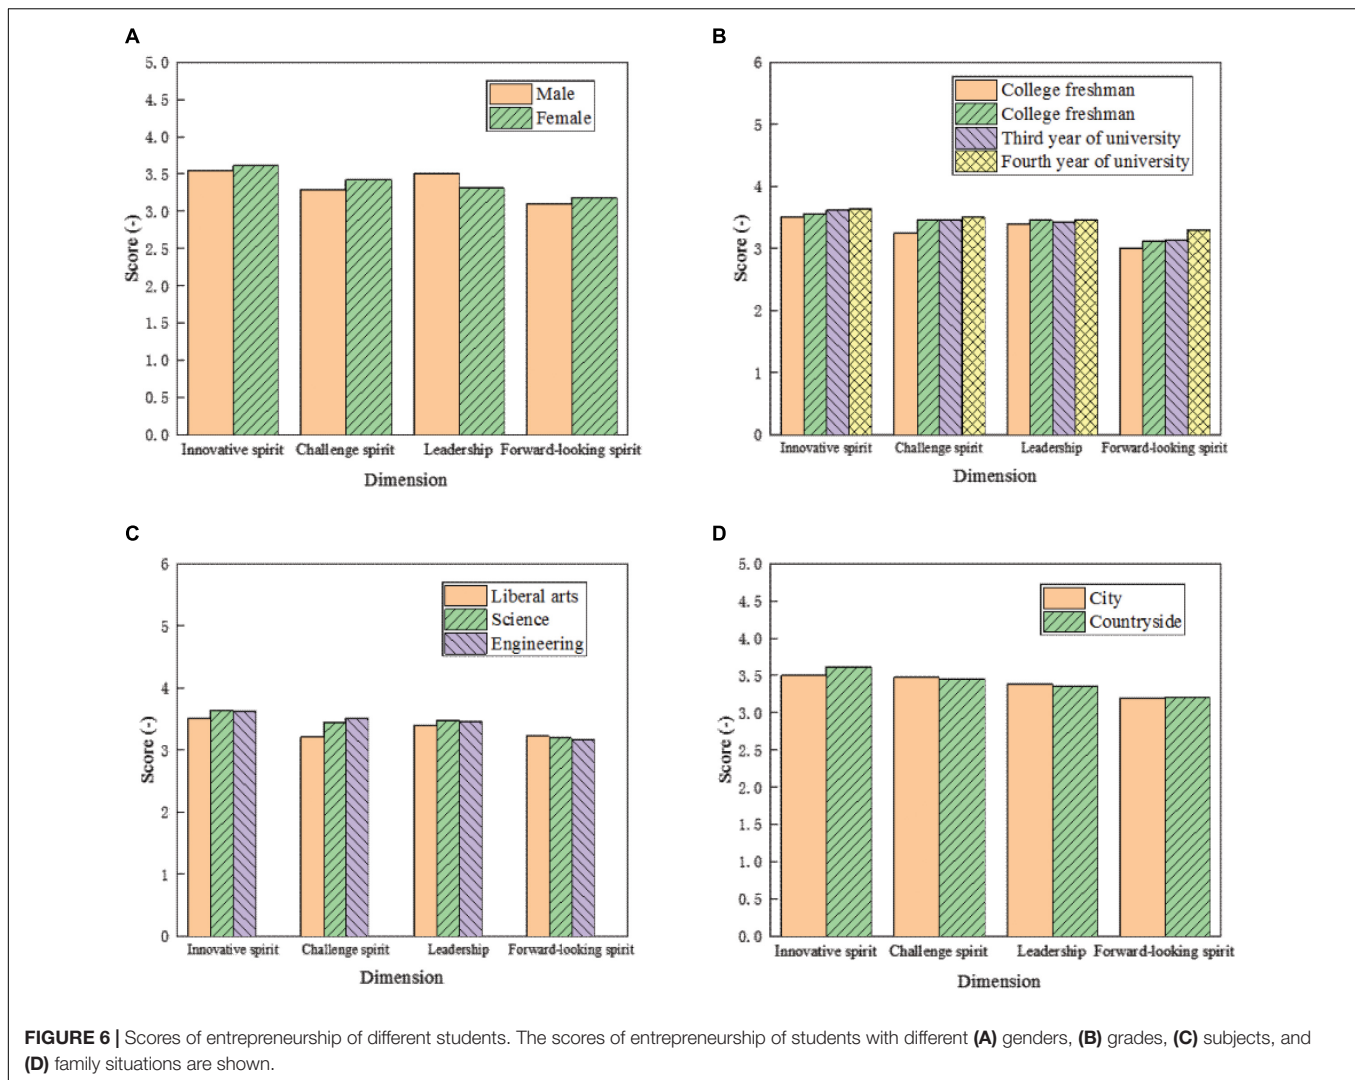 A
5.0
4.5
4.0
3.5
3.0
2.5
2.0
1.5
1.0
0.5
0.0
Score (-)
Male
Female
Innovative spirit Challenge spirit Leadership Forward-looking spirit
Dimension
B
6
5
4
3
2
1
0
Score (-)
College freshman
College freshman
Third year of university
Fourth year of university
Innovative spirit Challenge spirit Leadership Forward-looking spirit
Dimension
C
6
5
4
3
2
1
0
Score (-)
Liberal arts
Science
Engineering
Innovative spirit Challenge spirit Leadership Forward-looking spirit
Dimension
D
5.0
4.5
4.0
3.5
3.0
2.5
2.0
1.5
1.0
0.5
0.0
Score (-)
City
Countryside
Innovative spirit Challenge spirit Leadership Forward-looking spirit
Dimension
FIGURE 6 | Scores of entrepreneurship of different students. The scores of entrepreneurship of students with different (A) genders, (B) grades, (C) subjects, and
(D) family situations are shown.